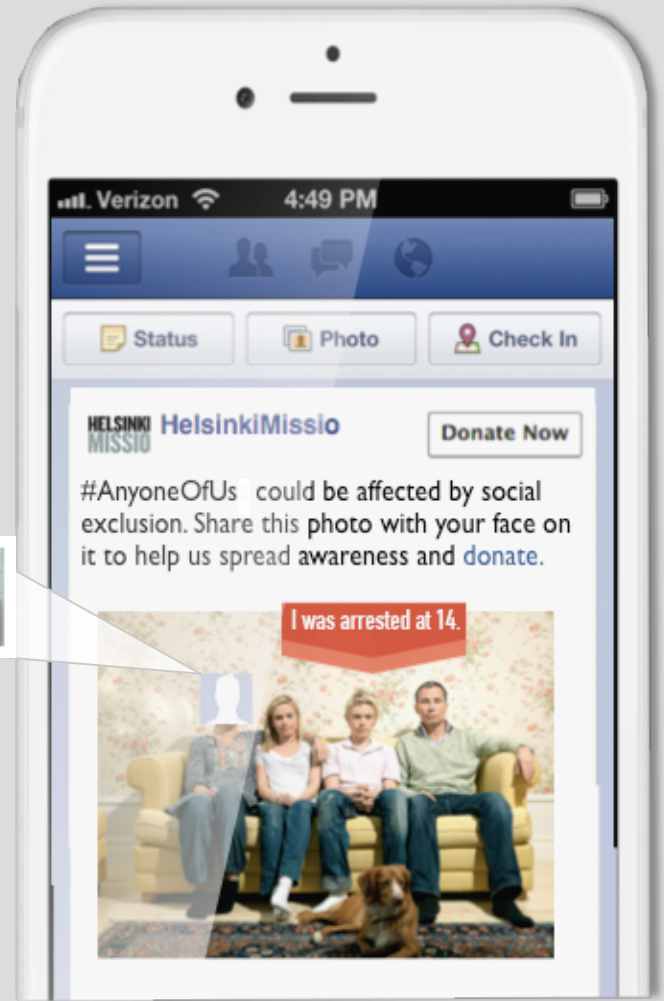 Verizon 4:49 PM
Status Photo Check In
HELSINKI
MISSIO
HelsinkiMissio
Donate Now
#AnyoneOfUs could be affected by social
exclusion. Share this photo with your face on
it to help us spread awareness and donate.
I was arrested at 14.